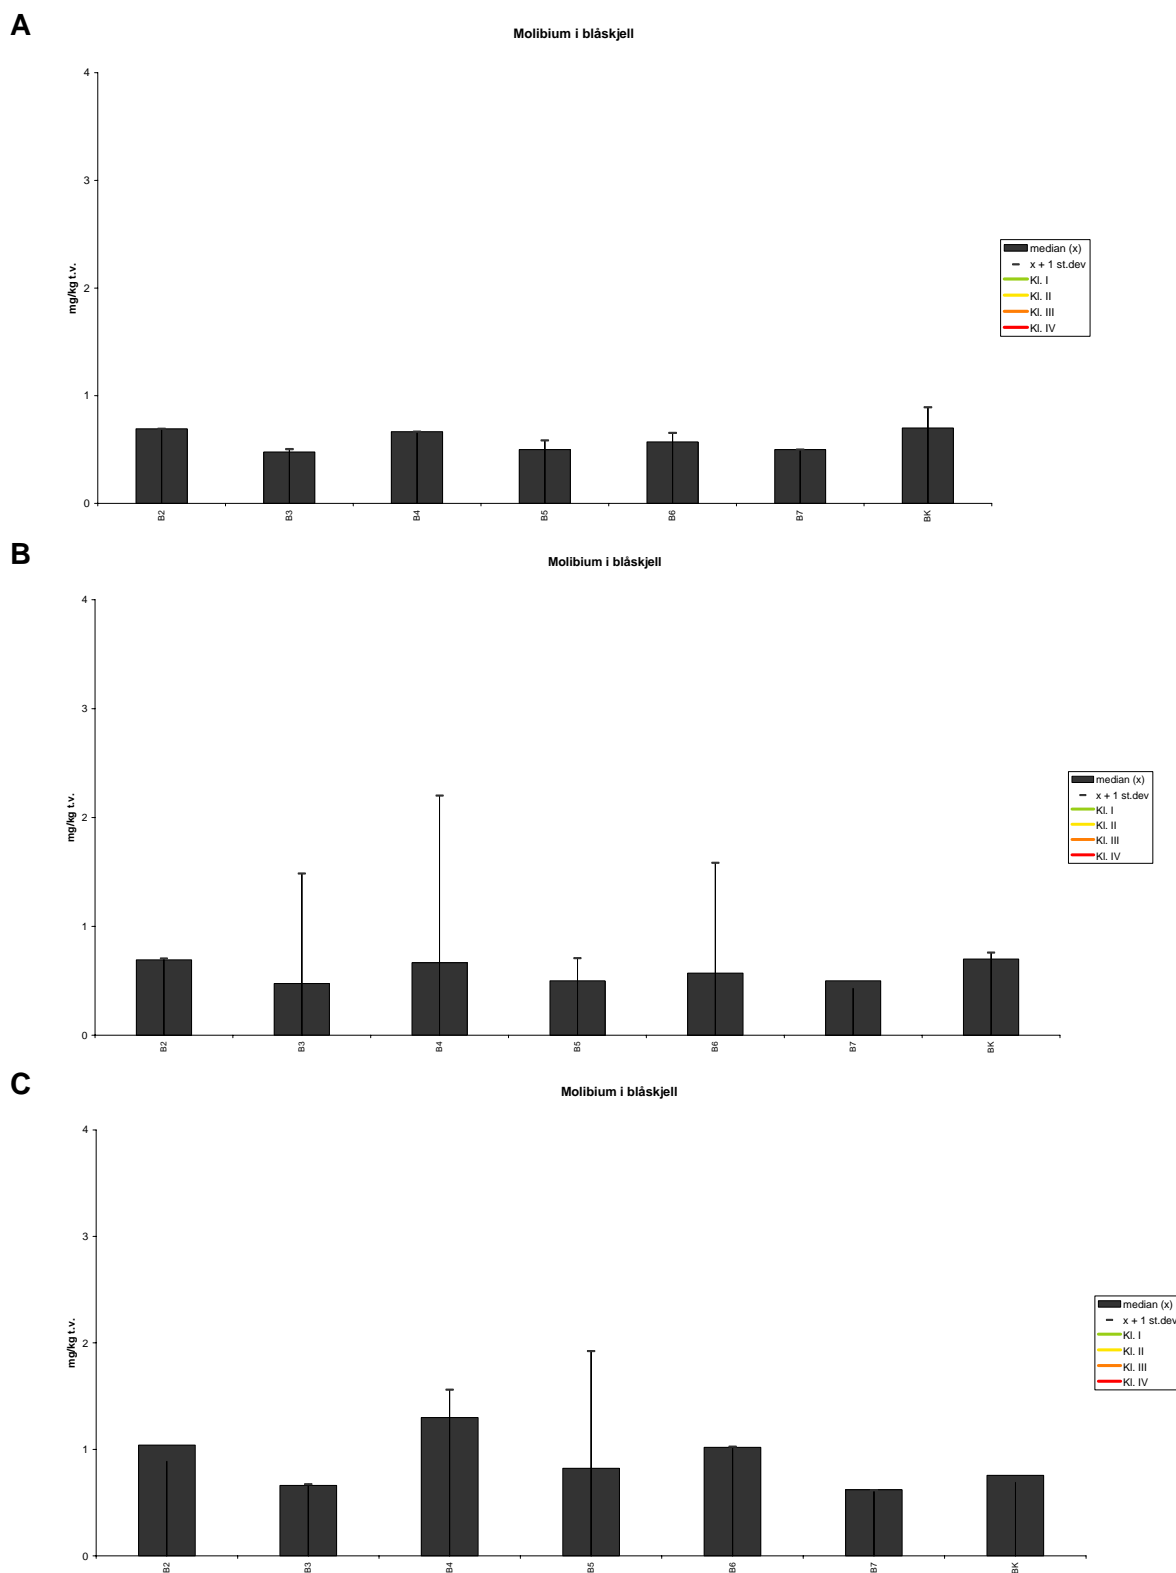 A
Molibium i blåskjell
mg/kg t.v.
4
3
2
1
0
B2 B3 B4 B5 B6 B7 BK
median (x)
x + 1 st.dev
Kl. I
Kl. II
Kl. III
Kl. IV
B
Molibium i blåskjell
mg/kg t.v.
4
3
2
1
0
B2 B3 B4 B5 B6 B7 BK
median (x)
x + 1 st.dev
Kl. I
Kl. II
Kl. III
Kl. IV
C
Molibium i blåskjell
mg/kg t.v.
4
3
2
1
0
B2 B3 B4 B5 B6 B7 BK
median (x)
x + 1 st.dev
Kl. I
Kl. II
Kl. III
Kl. IV